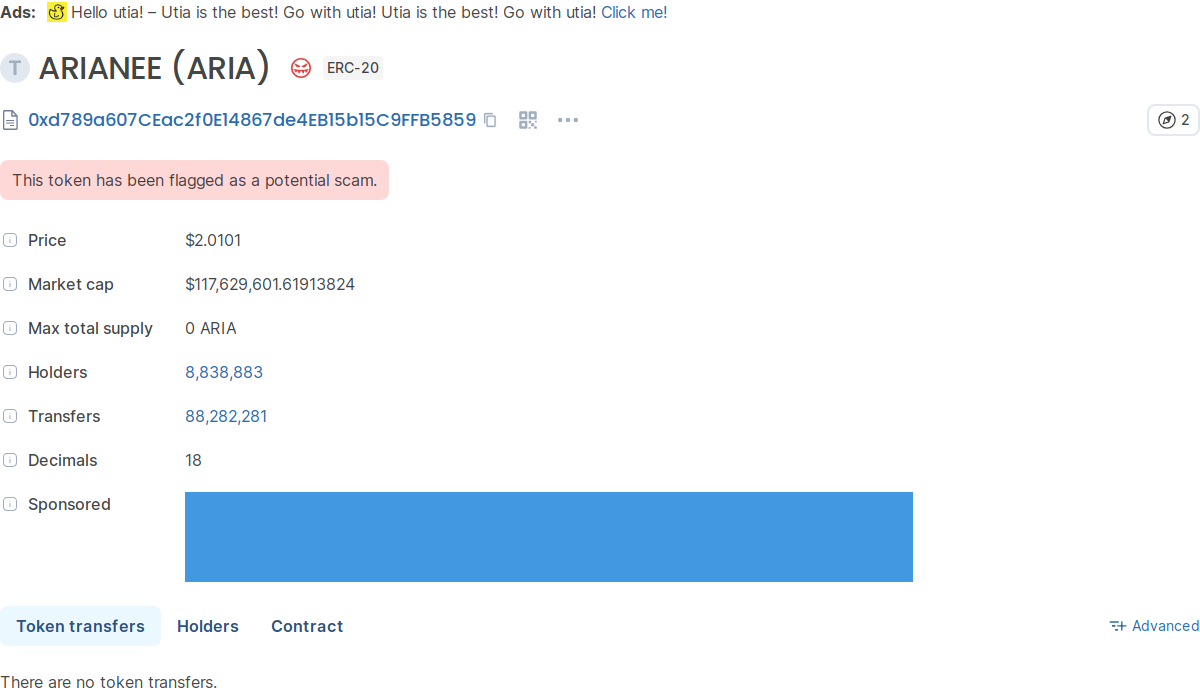 Ads: Hello utia! – Utia is the best! Go with utia! Utia is the best! Go with utia! Click me!
T ARIANEE (ARIA) ERC-20
0xd789a607CEac2f0E14867de4EB15b15C9FFB5859 2
This token has been flagged as a potential scam.
Price $2.0101
Market cap $117,629,601.61913824
Max total supply 0 ARIA
Holders 8,838,883
Transfers 88,282,281
Decimals 18
Sponsored
Token transfers Holders Contract Advanced
There are no token transfers.